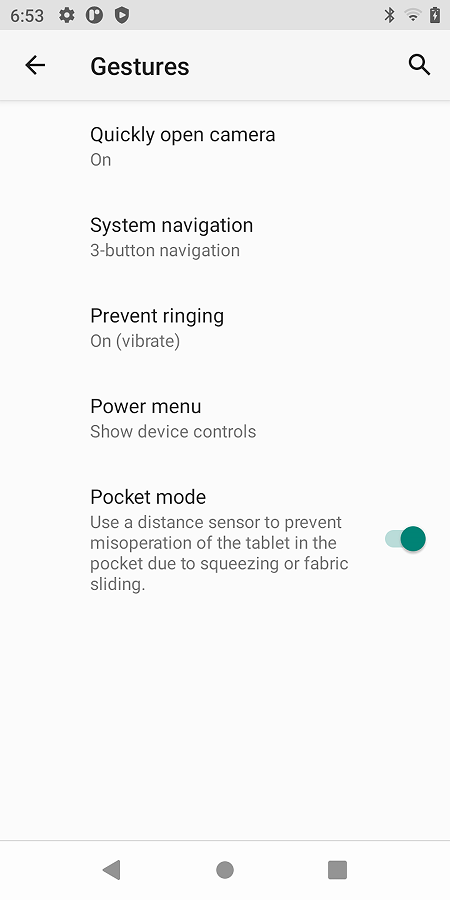 6:53
Gestures
Quickly open camera
On
System navigation
3-button navigation
Prevent ringing
On (vibrate)
Power menu
Show device controls
Pocket mode
Use a distance sensor to prevent
misoperation of the tablet in the
pocket due to squeezing or fabric
sliding.